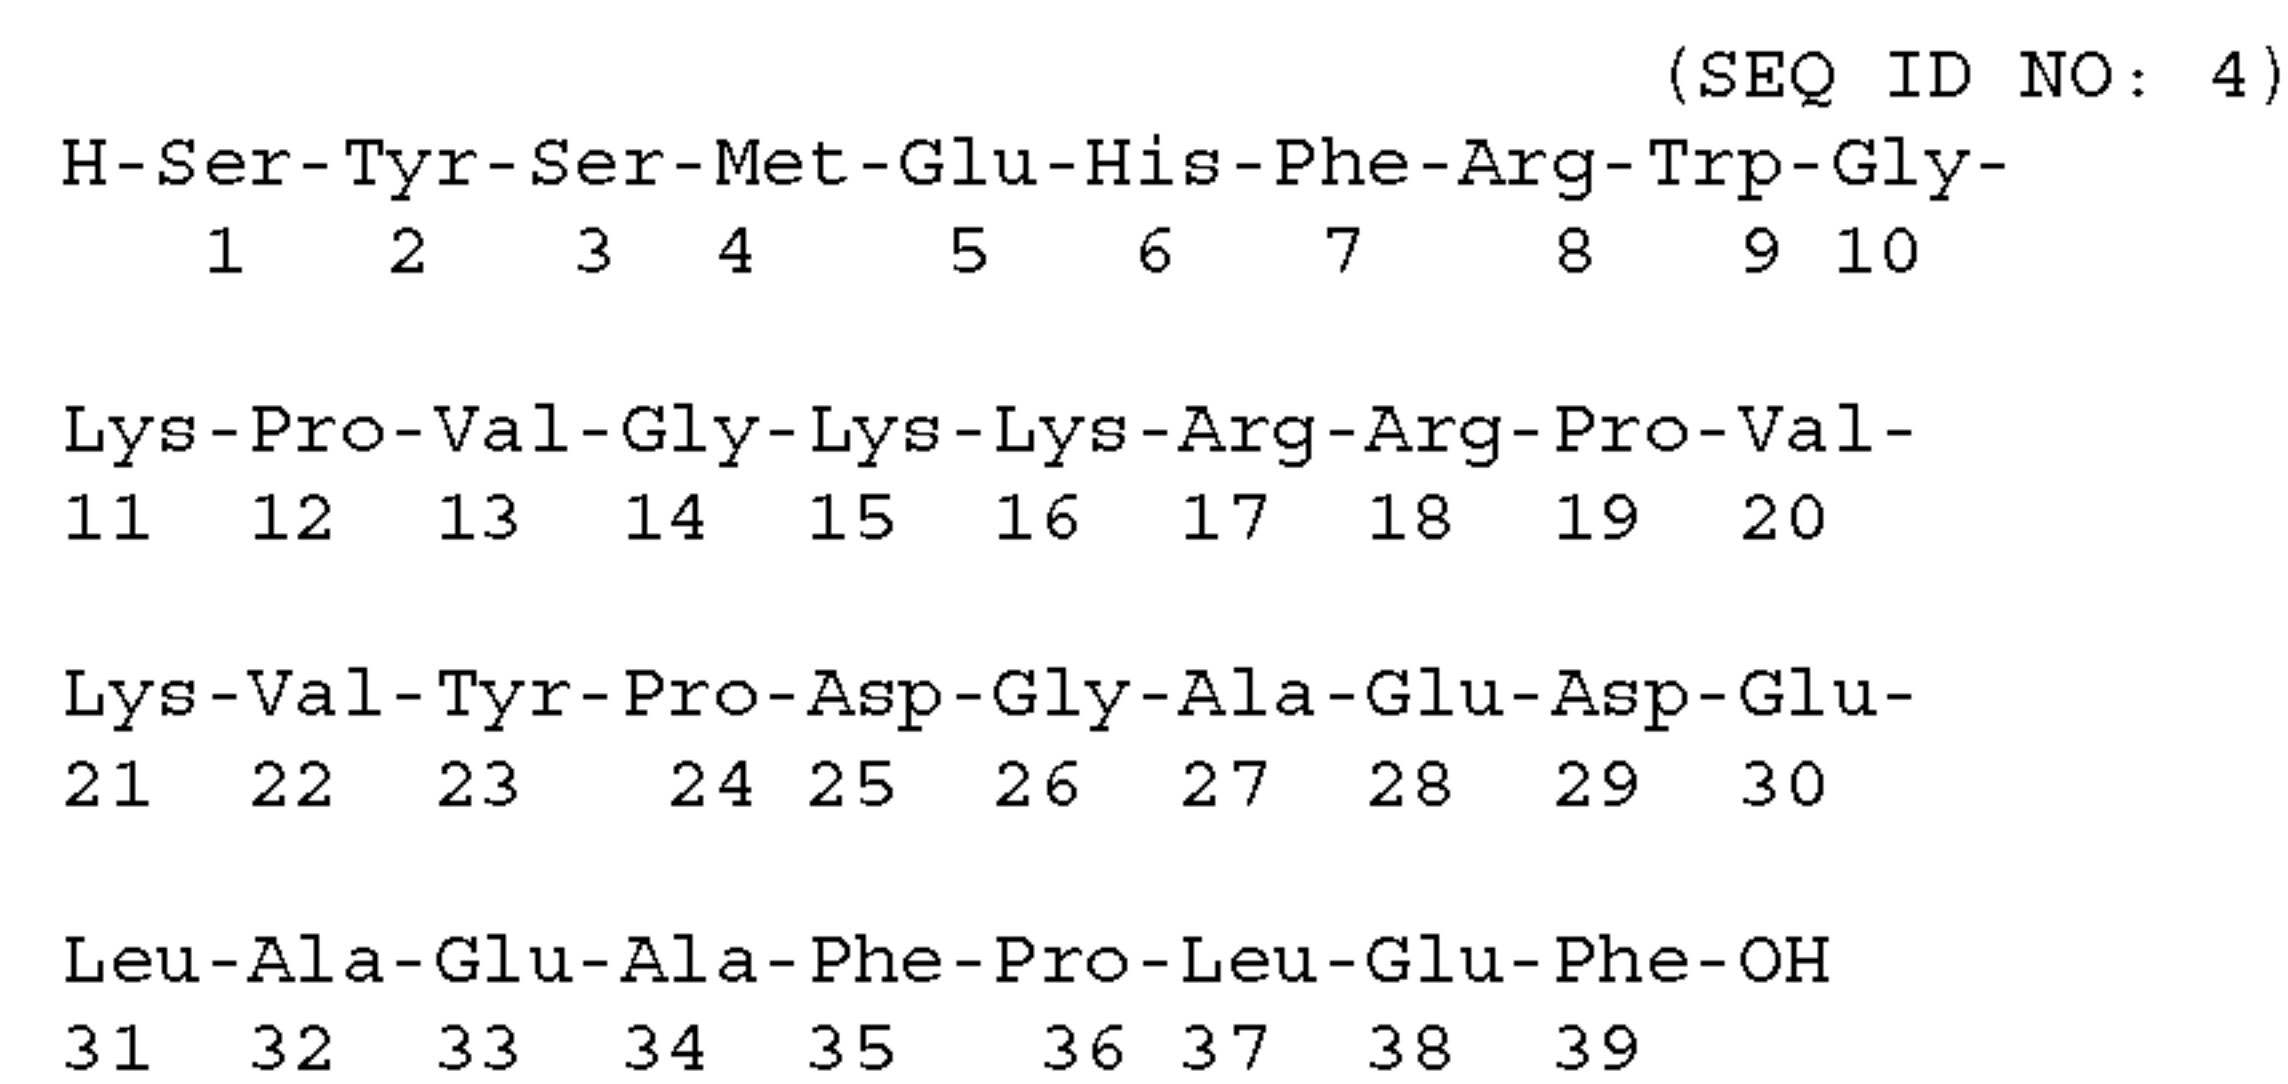 (SEQ ID NO: 4)
H-Ser-Tyr-Ser-Met-Glu-His-Phe-Arg-Trp-Gly-
1 2 3 4 5 6 7 8 9 10
Lys-Pro-Val-Gly-Lys-Lys-Arg-Arg-Pro-Val-
11 12 13 14 15 16 17 18 19 20
Lys-Val-Tyr-Pro-Asp-Gly-Ala-Glu-Asp-Glu-
21 22 23 24 25 26 27 28 29 30
Leu-Ala-Glu-Ala-Phe-Pro-Leu-Glu-Phe-OH
31 32 33 34 35 36 37 38 39